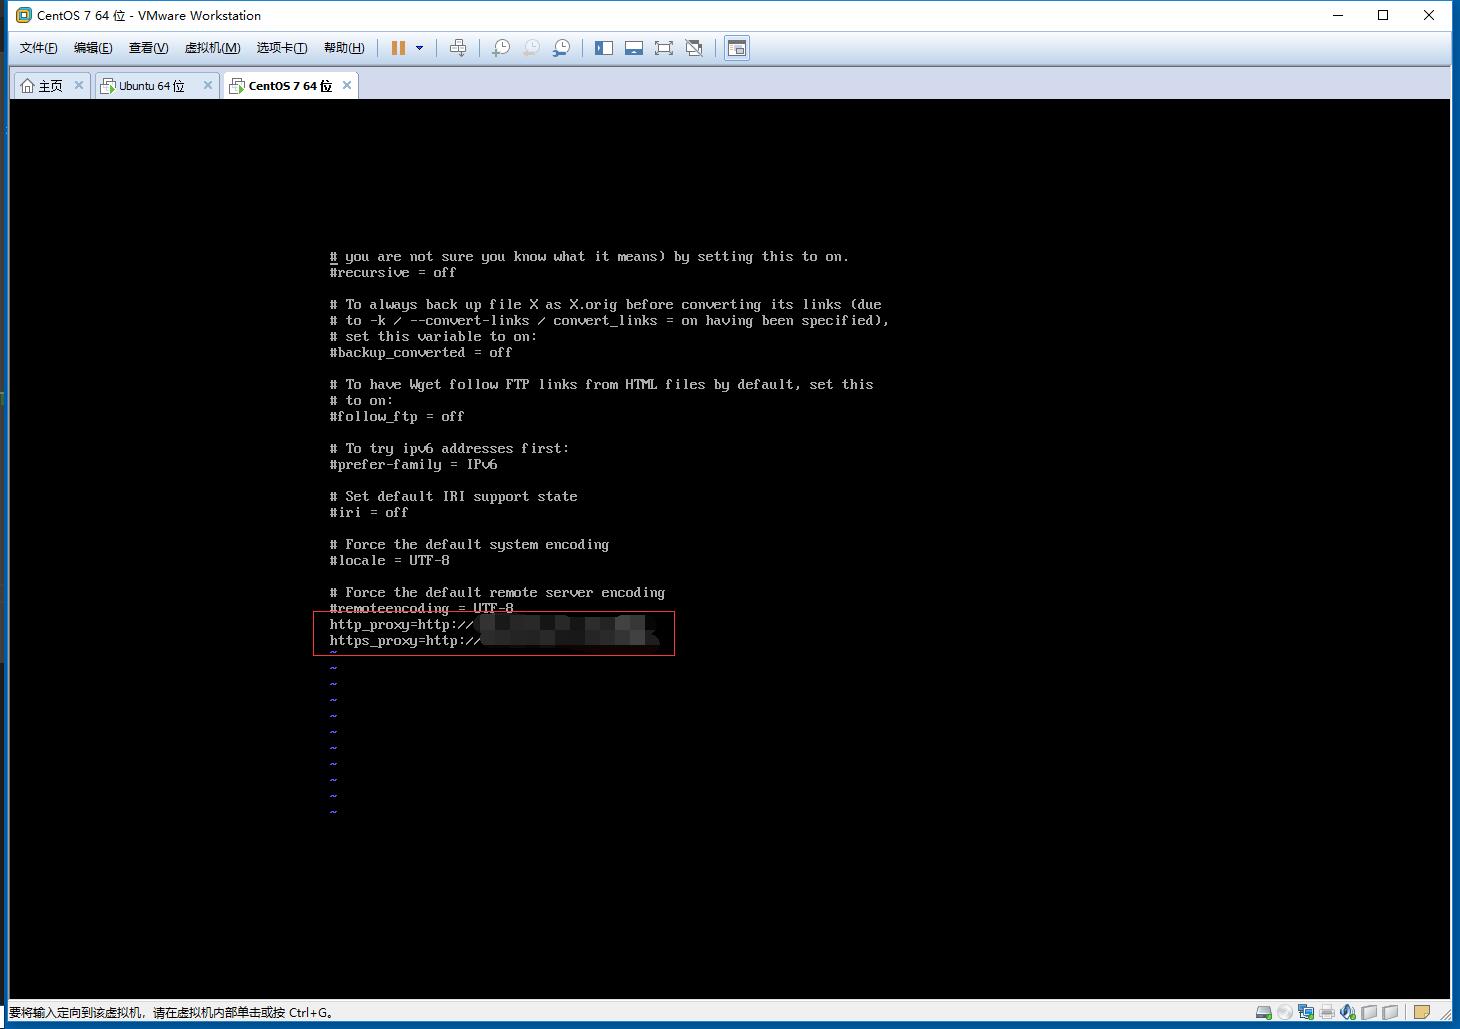 CentOS 7 64 位 - VMware Workstation
文件(F) 编辑(E) 查看(V) 虚拟机(M) 选项卡(T) 帮助(H)
主页 Ubuntu 64 位 CentOS 7 64 位
# you are not sure you know what it means) by setting this to on.
#recursive = off
# To always back up file X as X.orig before converting its links (due
# to -k / --convert-links / convert_links = on having been specified),
# set this variable to on:
#backup_converted = off
# To have Wget follow FTP links from HTML files by default, set this
# to on:
#follow_ftp = off
# To try ipv6 addresses first:
#prefer-family = IPv6
# Set default IRI support state
#iri = off
# Force the default system encoding
#locale = UTF-8
# Force the default remote server encoding
#remoteencoding = UTF-8
http_proxy=http://
https_proxy=http://
~
~
~
~
~
~
~
~
~
~
~
要将输入定向到该虚拟机，请在虚拟机内部单击或按 Ctrl+G。